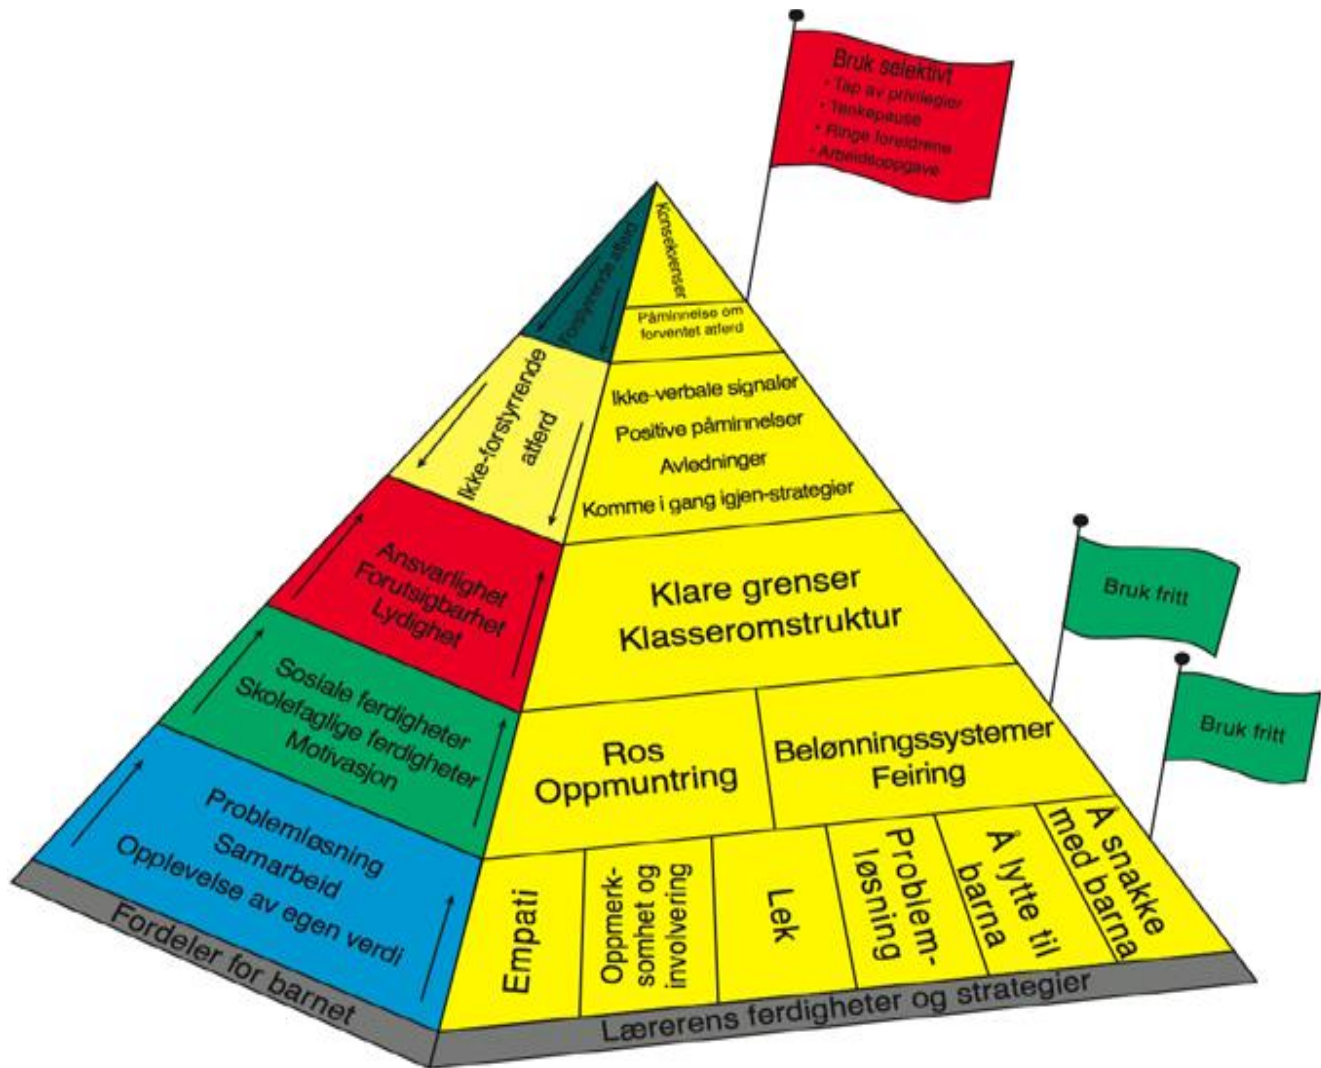 Bruk selektivt
• Tap av privilegier
• Tenkepause
• Ringe foreldrene
• Arbeidsoppgave
Forstyrrende atferd
Konsekvenser
Påminnelse om
forventet atferd
Ikke-forstyrrende
atferd
Ikke-verbale signaler
Positive påminnelser
Avledninger
Komme i gang igjen-strategier
Ansvarlighet
Forutsigbarhet
Lydighet
Klare grenser
Klasseromstruktur
Bruk fritt
Sosiale ferdigheter
Skolefaglige ferdigheter
Motivasjon
Ros
Oppmuntring
Belønningssystemer
Feiring
Bruk fritt
Problemløsning
Samarbeid
Opplevelse av egen verdi
Empati
Oppmerk-
somhet og
involvering
Lek
Problem-
løsning
Å lytte til
barna
Å snakke
med barna
Fordeler for barnet
Lærerens ferdigheter og strategier